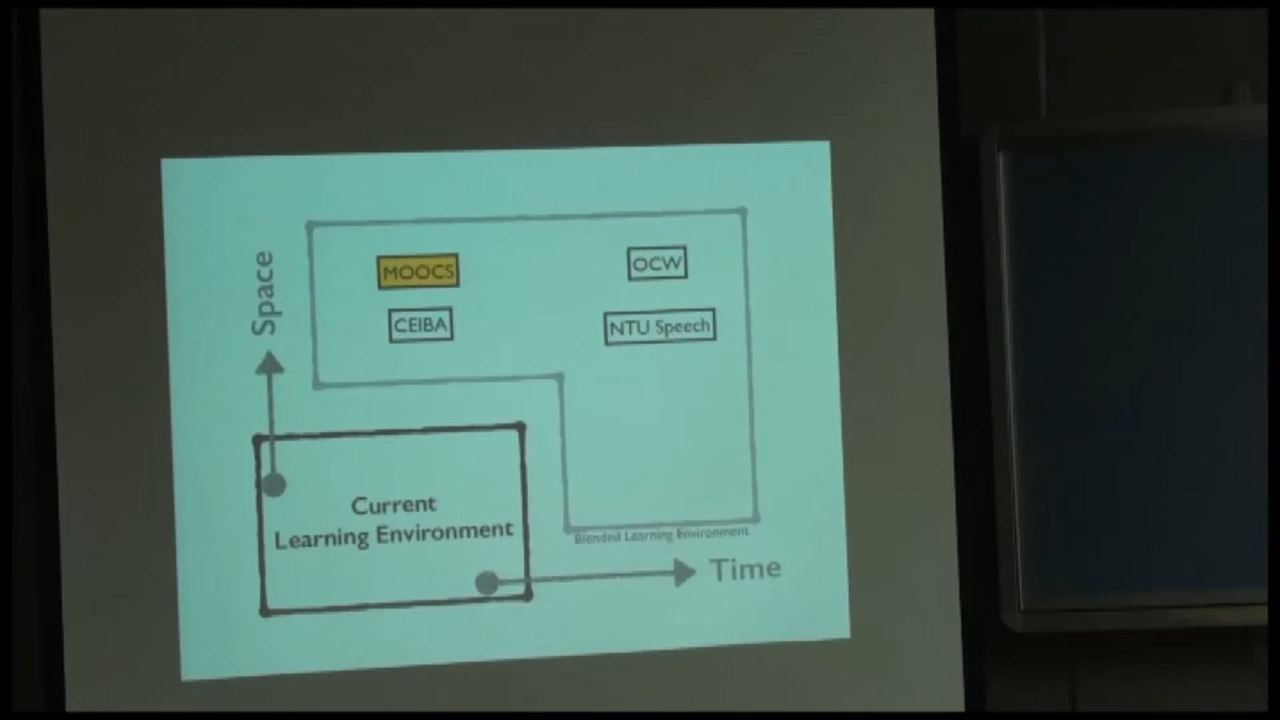 Space
MOOCS
OCW
CEIBA
NTU Speech
Current
Learning Environment
Blended Learning Environment
Time